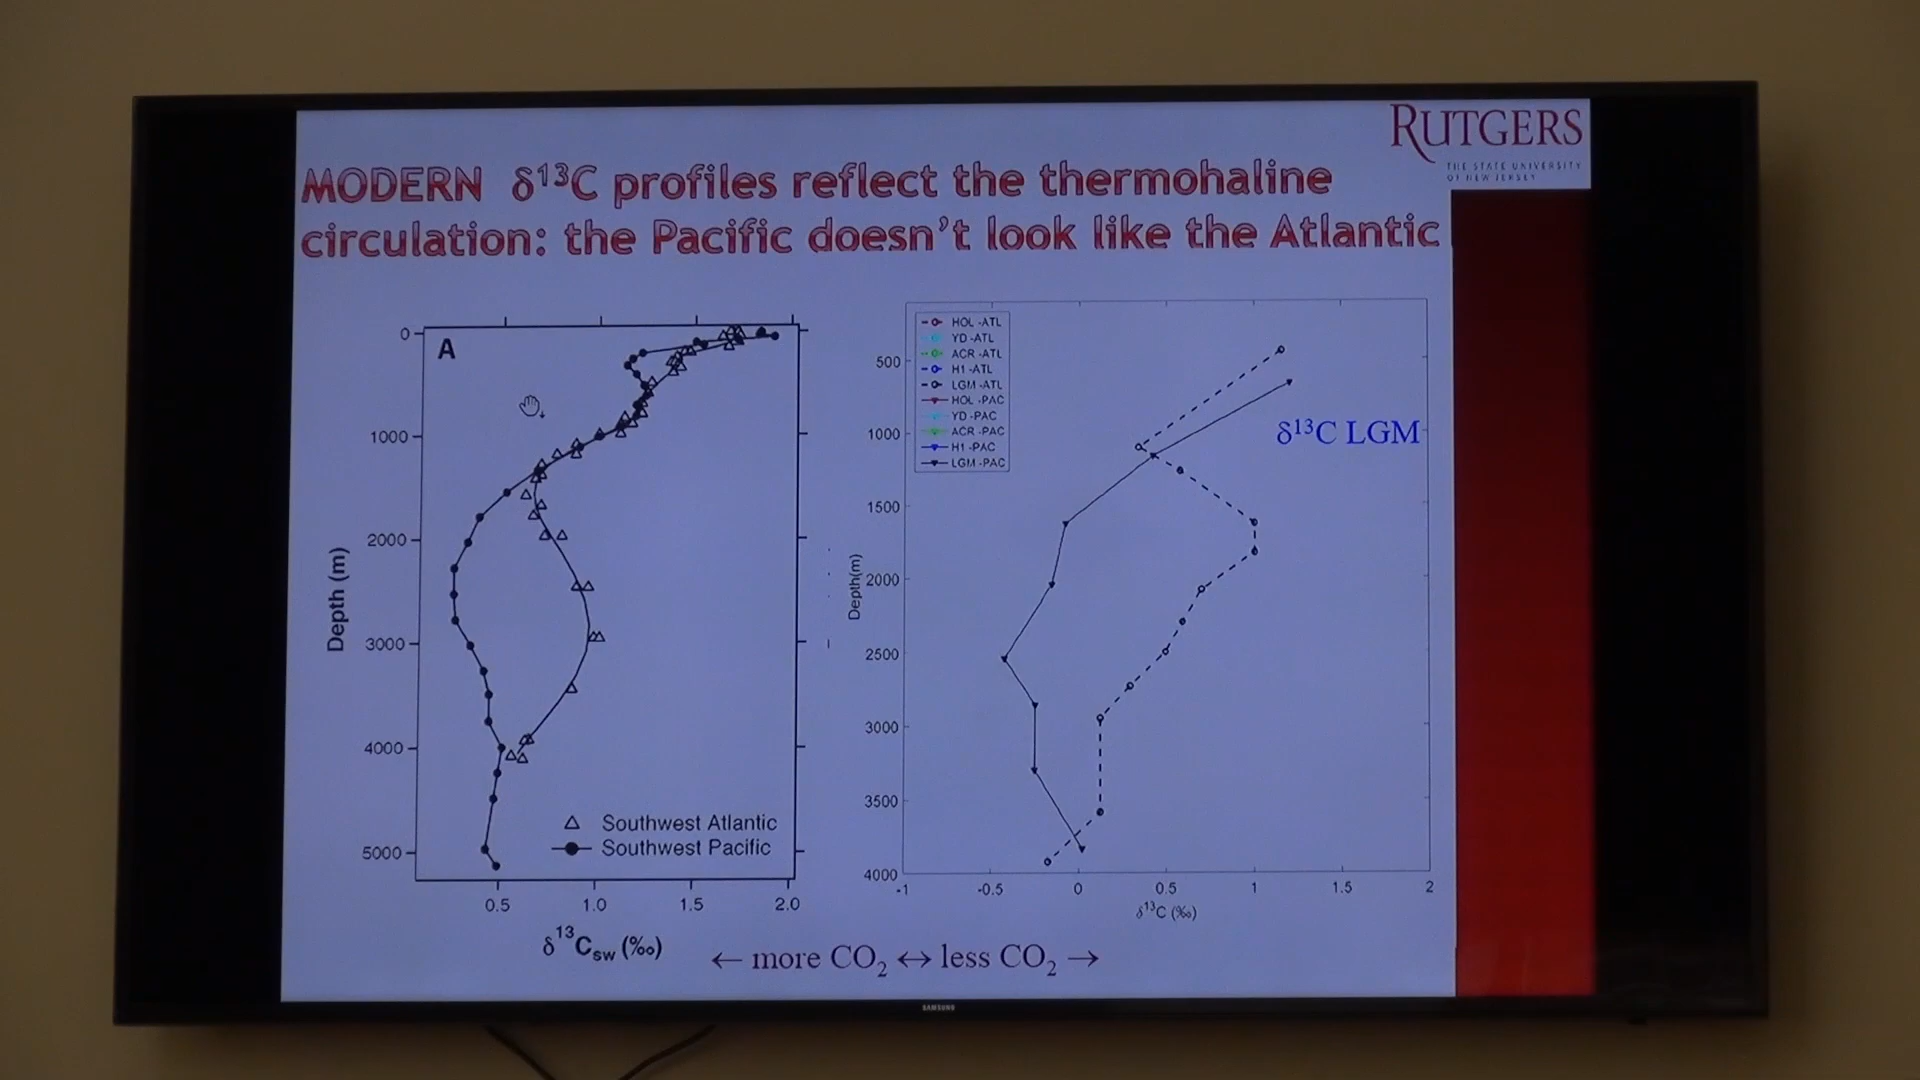 RUTGERS
THE STATE UNIVERSITY
OF NEW JERSEY
MODERN δ¹³C profiles reflect the thermohaline
circulation: the Pacific doesn't look like the Atlantic
A
0
1000
2000
3000
4000
5000
Depth (m)
Southwest Atlantic
Southwest Pacific
0.5
1.0
1.5
2.0
δ¹³Csw (‰)
HOL -ATL
YD -ATL
ACR -ATL
H1 -ATL
LGM -ATL
HOL -PAC
YD -PAC
ACR -PAC
H1 -PAC
LGM -PAC
δ¹³C LGM
500
1000
1500
2000
2500
3000
3500
4000
Depth(m)
-1
-0.5
0
0.5
1
1.5
2
δ¹³C (‰)
← more CO₂ ↔ less CO₂ →
SAMSUNG